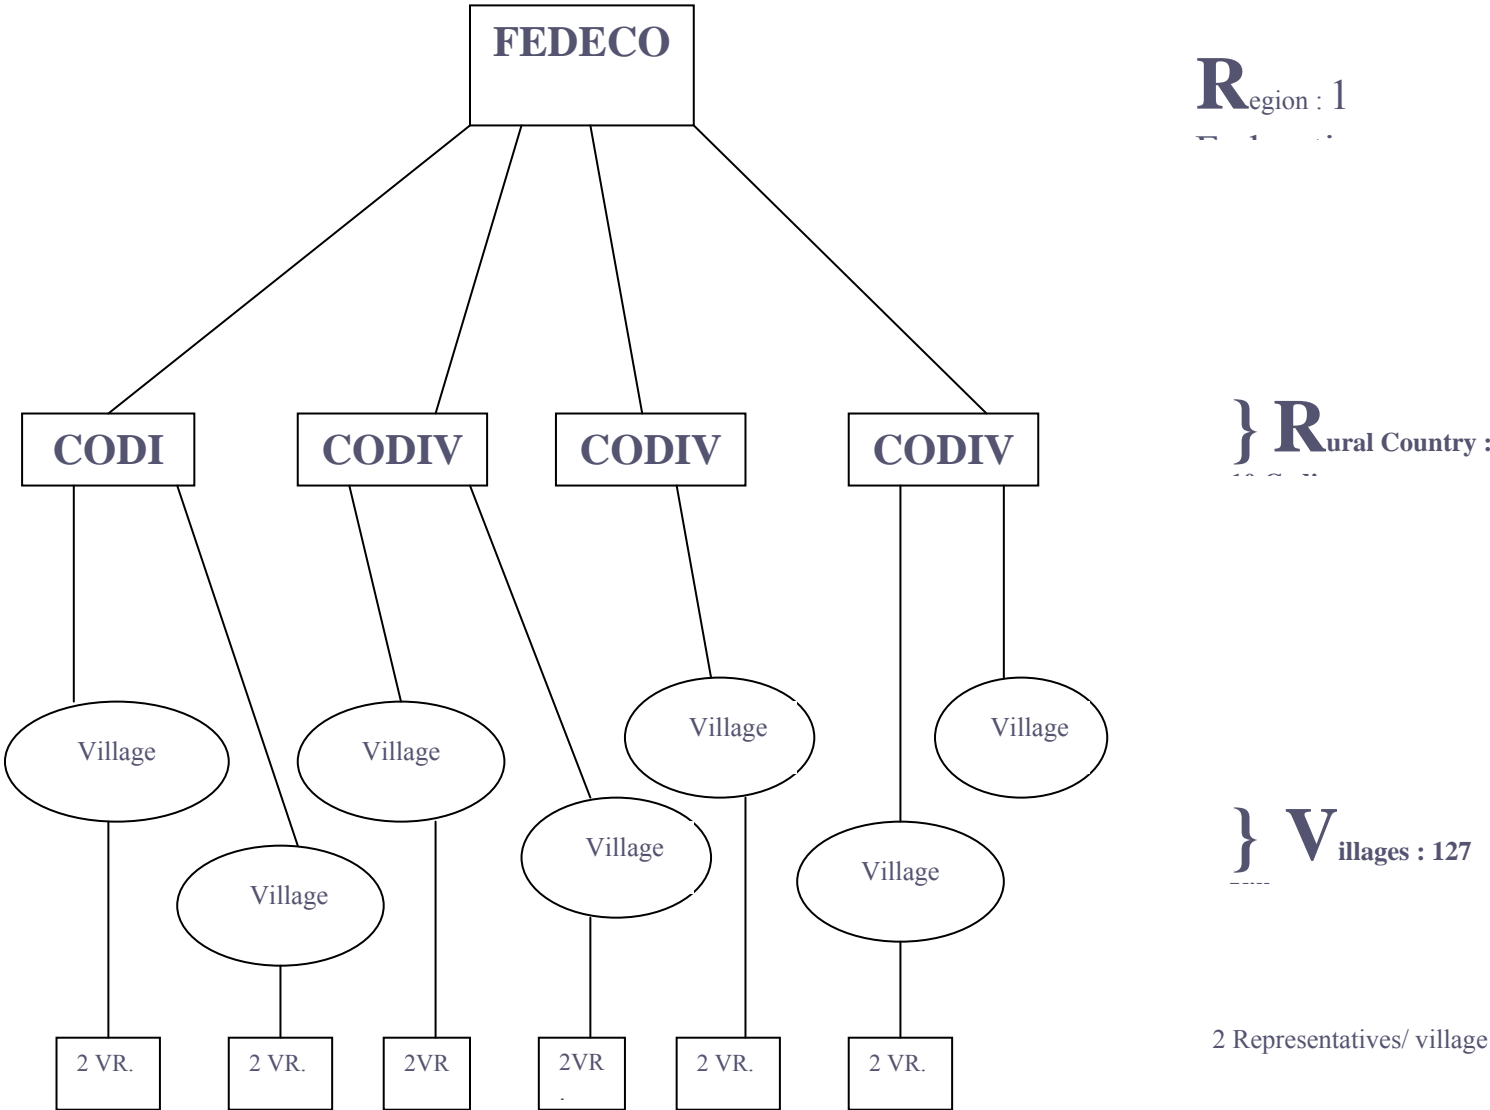 FEDECO
Region : 1
CODI
CODIV
CODIV
CODIV
} Rural Country :
Village
Village
Village
Village
Village
Village
Village
} Villages : 127
2 VR.
2 VR.
2VR
2VR
.
2 VR.
2 VR.
2 Representatives/ village